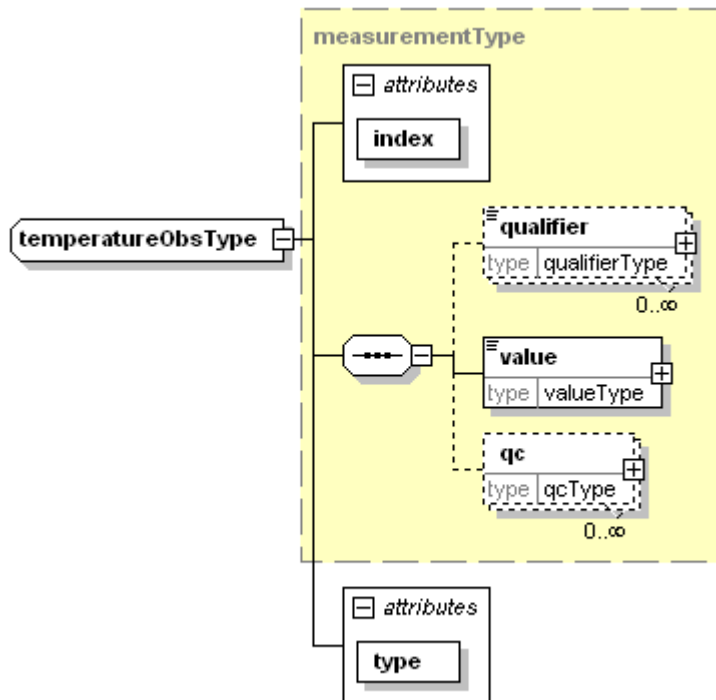 measurementType
attributes
index
temperatureObsType
qualifier
type qualifierType
0..∞
value
type valueType
qc
type qcType
0..∞
attributes
type